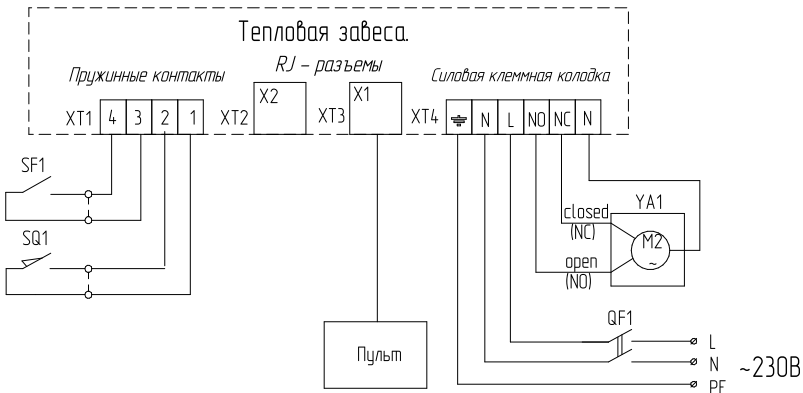 Тепловая завеса.
RJ - разъемы
Пружинные контакты
Силовая клеммная колодка
XT1 4 3 2 1 XT2 X2 XT3 X1 XT4 N L NO NC N
SF1
SQ1
closed
(NC)
open
(NO)
YA1
M2
~
Пульт
QF1
L
N
PE
~230В